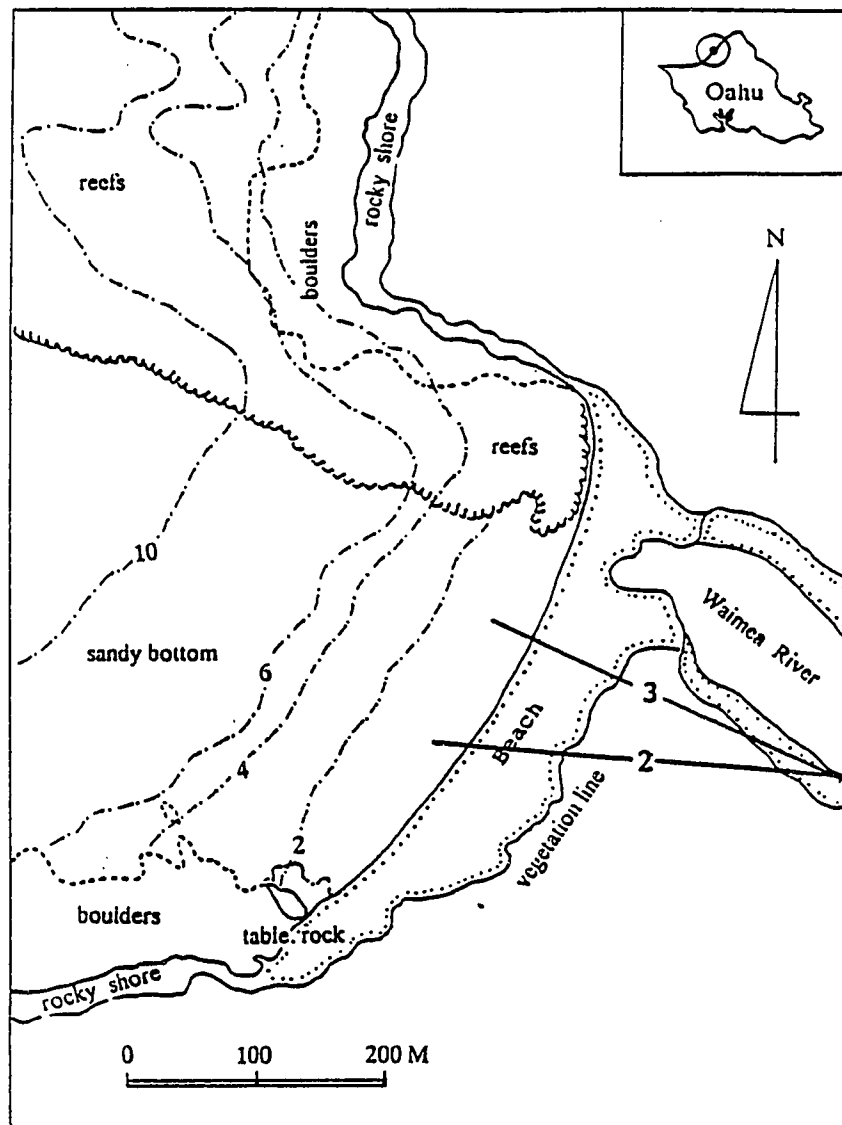 Oahu
rocky shore
N
reefs
boulders
reefs
10
Waimea River
sandy bottom
6
3
Beach
2
4
vegetation line
2
boulders
table rock
rocky shore
0 100 200 M